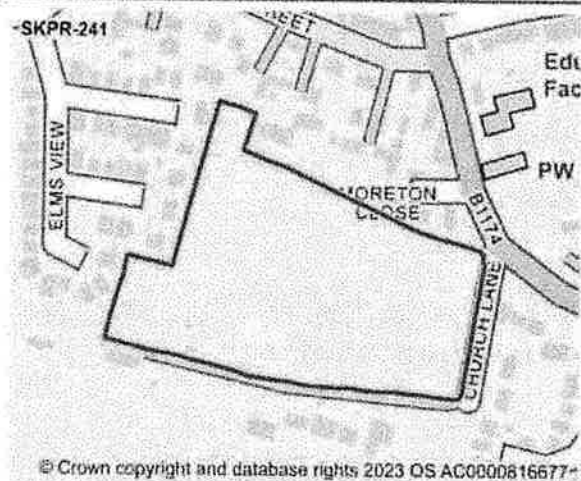 SKPR-241
REET
Edu
Fac
ELMS VIEW
MORETON
CLOSE
PW
B1174
CHURCH LANE
© Crown copyright and database rights 2023 OS AC0000816677